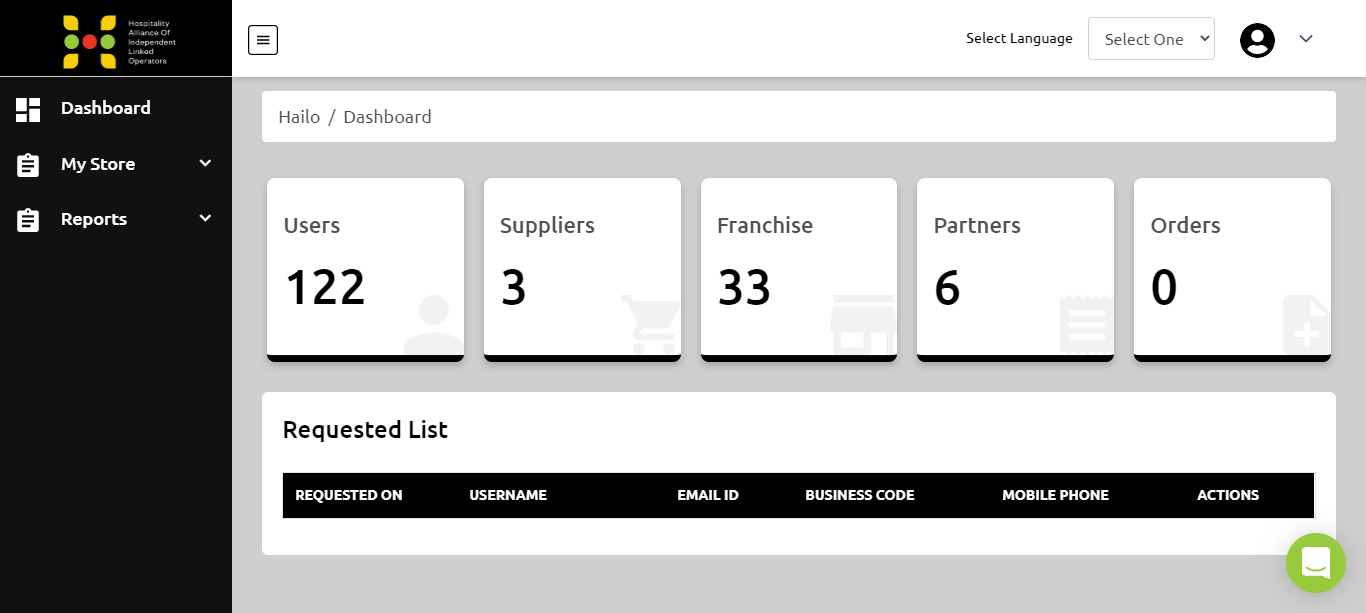 Hospitality
Alliance Of
Independent
Linked
Operators
Select Language
Select One
Dashboard
My Store
Reports
Hailo / Dashboard
Users
122
Suppliers
3
Franchise
33
Partners
6
Orders
0
Requested List
REQUESTED ON USERNAME EMAIL ID BUSINESS CODE MOBILE PHONE ACTIONS